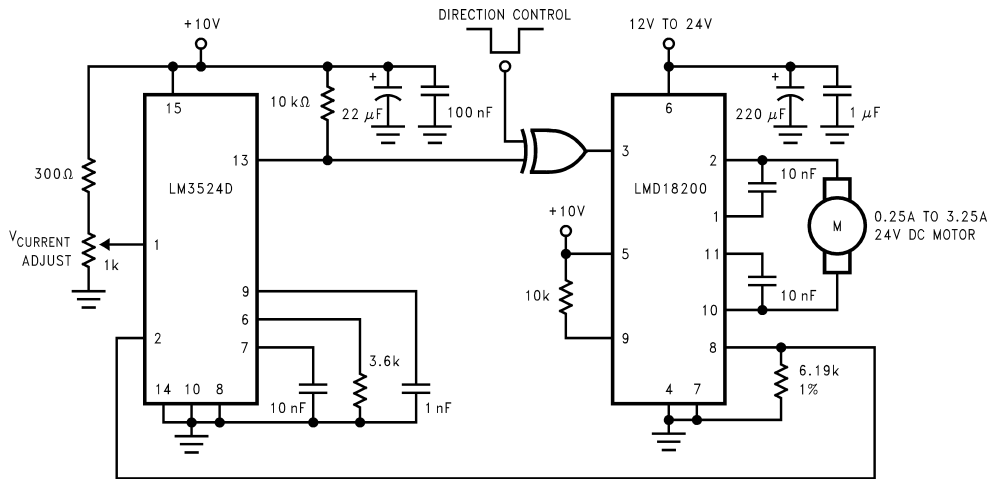 DIRECTION CONTROL
+10V
12V TO 24V
15
10 kΩ
+
22 μF
100 nF
6
+
220 μF
1 μF
13
3
2
10 nF
300Ω
LM3524D
LMD18200
+10V
1
M
0.25A TO 3.25A
24V DC MOTOR
VCURRENT
ADJUST
1k
1
5
11
10k
10 nF
9
10
6
9
8
7
2
3.6k
6.19k
1%
14
10
8
10 nF
1 nF
4
7